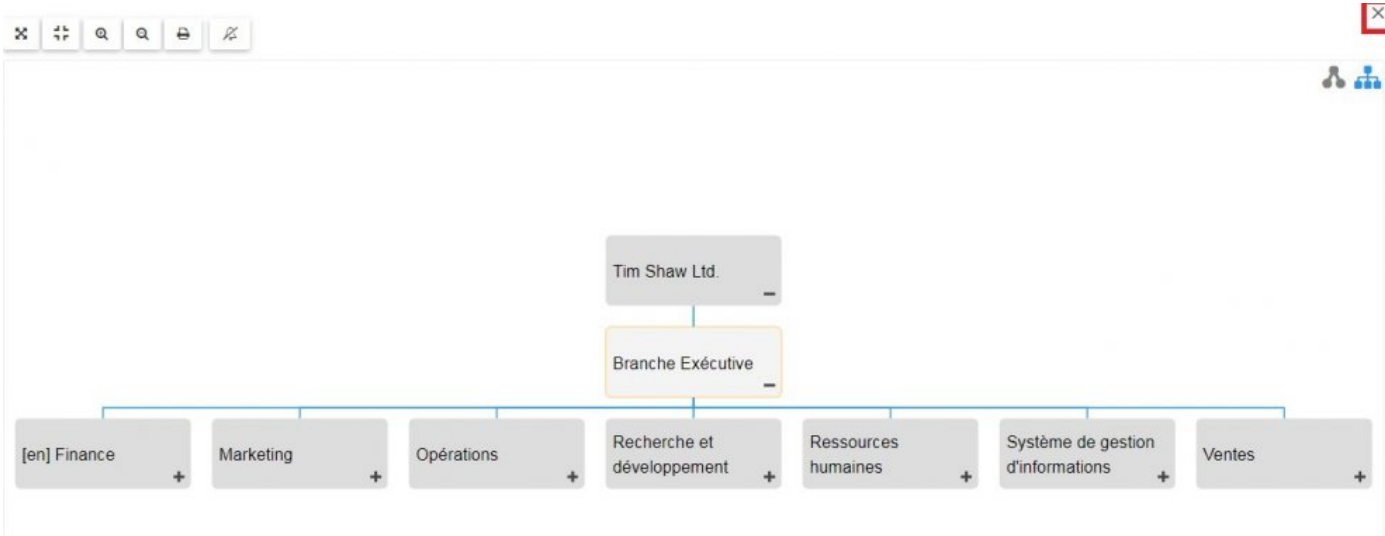 Tim Shaw Ltd.
Branche Exécutive
[en] Finance
Marketing
Opérations
Recherche et
développement
Ressources
humaines
Système de gestion
d'informations
Ventes